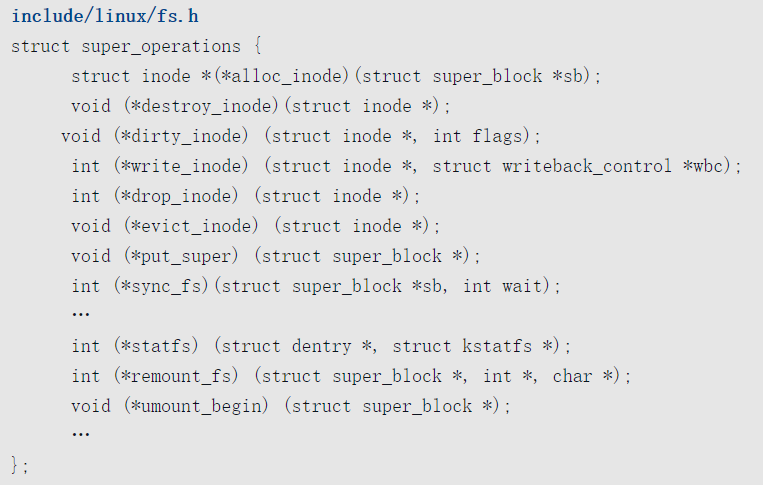 include/linux/fs.h
struct super_operations {
struct inode *(*alloc_inode)(struct super_block *sb);
void (*destroy_inode)(struct inode *);
void (*dirty_inode) (struct inode *, int flags);
int (*write_inode) (struct inode *, struct writeback_control *wbc);
int (*drop_inode) (struct inode *);
void (*evict_inode) (struct inode *);
void (*put_super) (struct super_block *);
int (*sync_fs)(struct super_block *sb, int wait);
…
int (*statfs) (struct dentry *, struct kstatfs *);
int (*remount_fs) (struct super_block *, int *, char *);
void (*umount_begin) (struct super_block *);
…
};